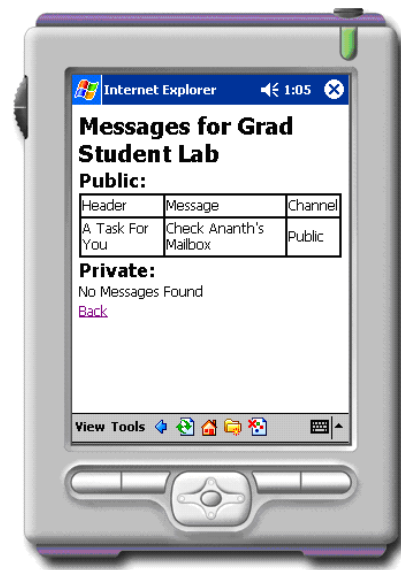 Internet Explorer 1:05
Messages for Grad
Student Lab
Public:
Header Message Channel
A Task For You Check Ananth's Mailbox Public
Private:
No Messages Found
Back
View Tools